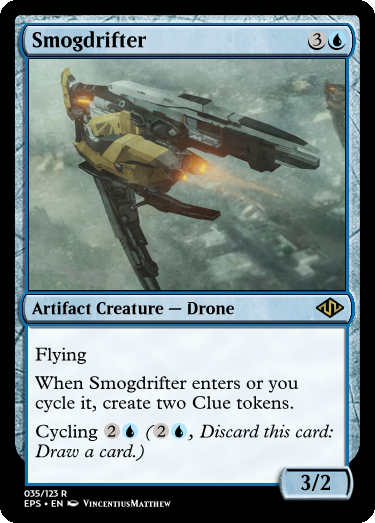 Smogdrifter 3
Artifact Creature — Drone
Flying
When Smogdrifter enters or you
cycle it, create two Clue tokens.
Cycling 2 (2, Discard this card:
Draw a card.)
3/2
035/123 R
EPS • EN VINCENTIUSMATTHEW